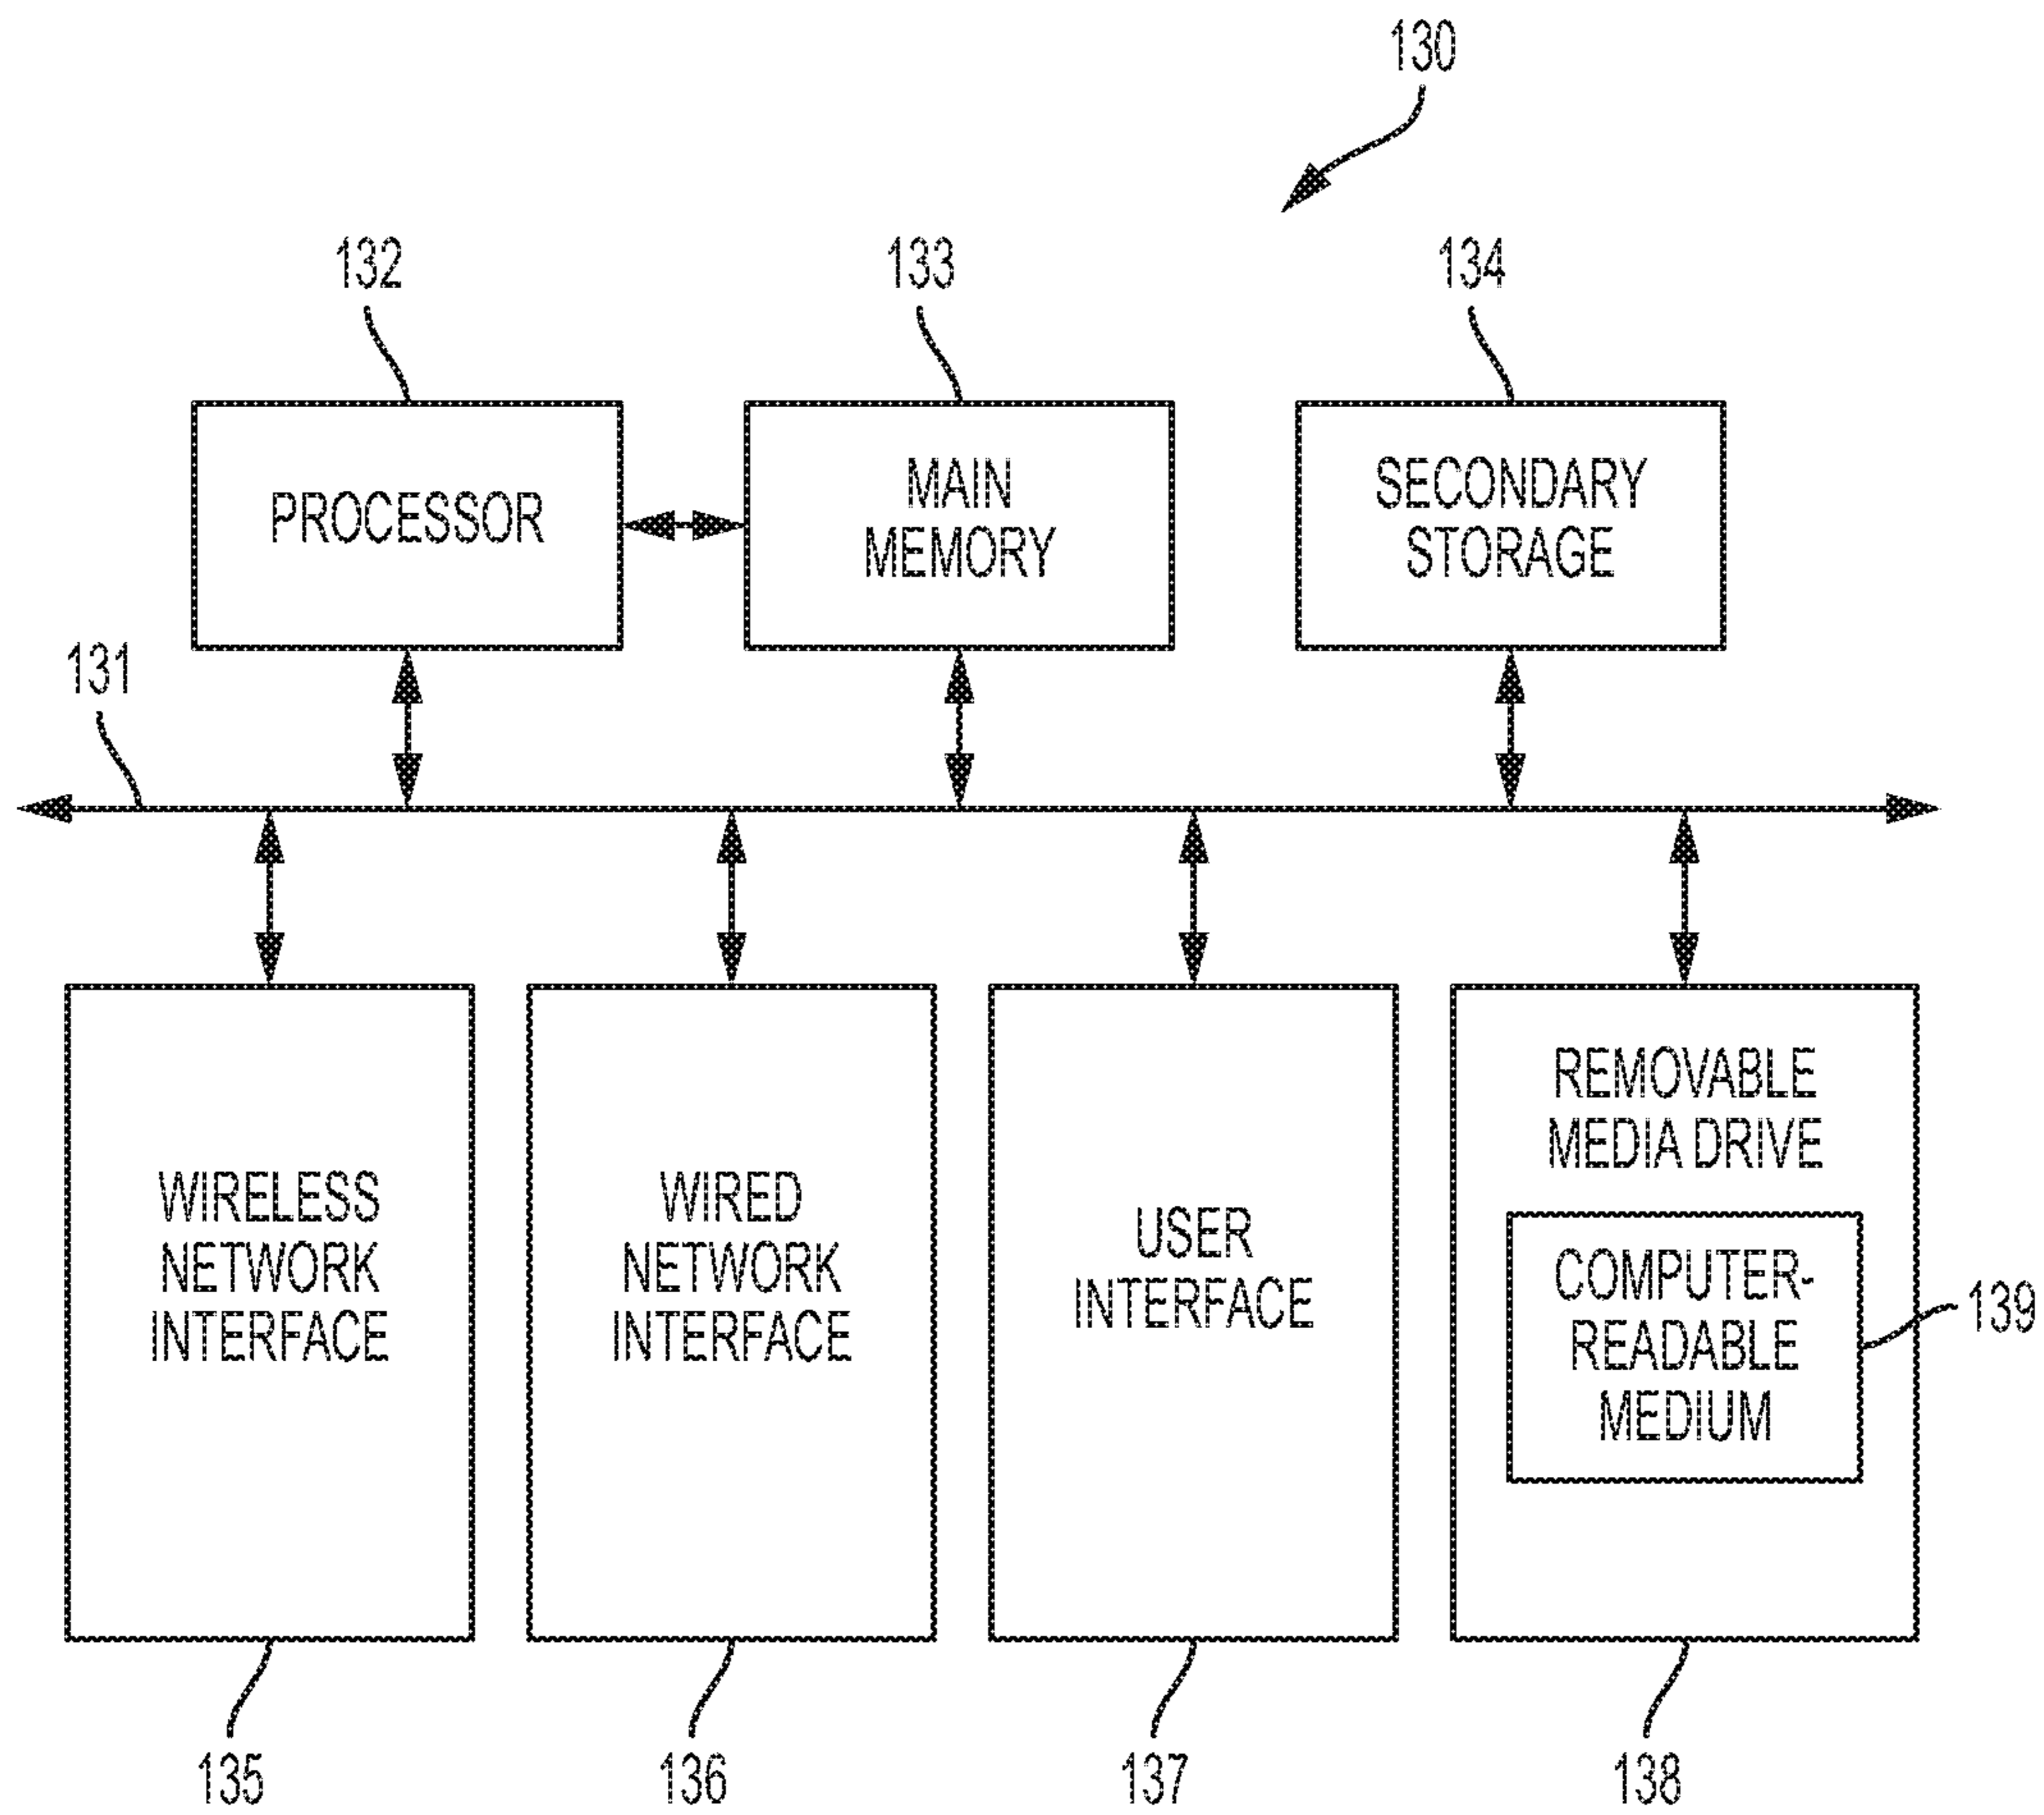 130
132
133
134
PROCESSOR
MAIN
MEMORY
SECONDARY
STORAGE
131
WIRELESS
NETWORK
INTERFACE
WIRED
NETWORK
INTERFACE
USER
INTERFACE
REMOVABLE
MEDIA DRIVE
COMPUTER-
READABLE
MEDIUM
139
135
136
137
138